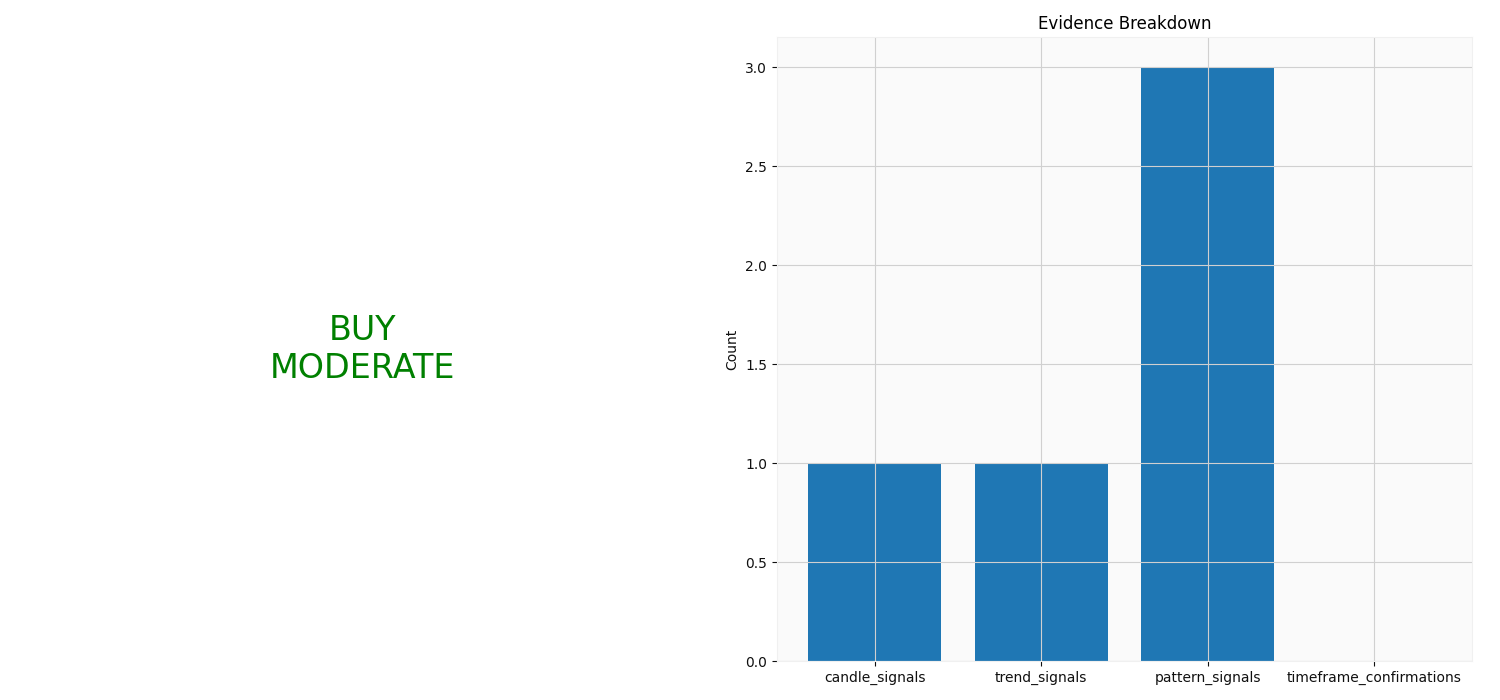 BUY
MODERATE
Evidence Breakdown
Count
3.0
2.5
2.0
1.5
1.0
0.5
0.0
candle_signals
trend_signals
pattern_signals
timeframe_confirmations